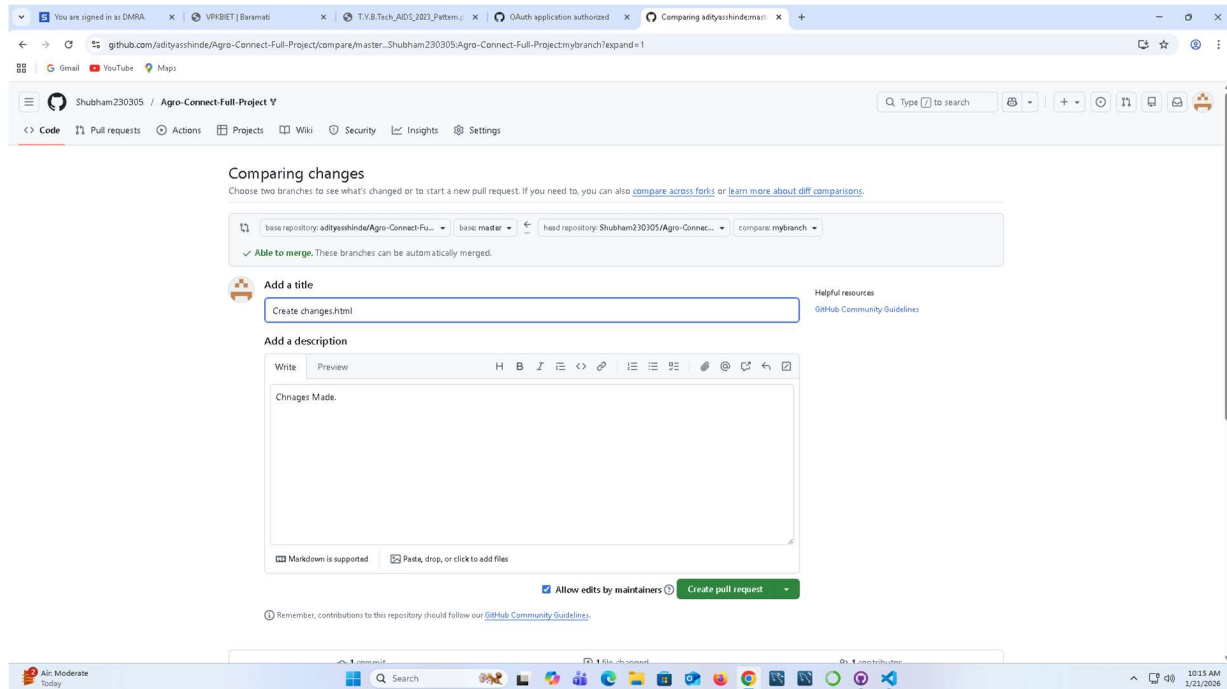 You are signed in as DMRA
VPKBIET | Baramati
T.Y.B.Tech_AIDS_2023_Pattern.p
OAuth application authorized
Comparing adityasshinde:mast
github.com/adityasshinde/Agro-Connect-Full-Project/compare/master...Shubham230305:Agro-Connect-Full-Project:mybranch?expand=1
Gmail YouTube Maps
Shubham230305 / Agro-Connect-Full-Project
Type / to search
Code Pull requests Actions Projects Wiki Security Insights Settings
Comparing changes
Choose two branches to see what's changed or to start a new pull request. If you need to, you can also compare across forks or learn more about diff comparisons.
base repository: adityasshinde/Agro-Connect-Fu... base: master ← head repository: Shubham230305/Agro-Connec... compare: mybranch
Able to merge. These branches can be automatically merged.
Add a title
Helpful resources
Create changes.html
GitHub Community Guidelines
Add a description
Write Preview
Chnages Made.
Markdown is supported
Paste, drop, or click to add files
Allow edits by maintainers Create pull request
Remember, contributions to this repository should follow our GitHub Community Guidelines.
1 commit 1 file changed 1 contributor
2
Air: Moderate
Today
Search
10:15 AM
1/21/2026